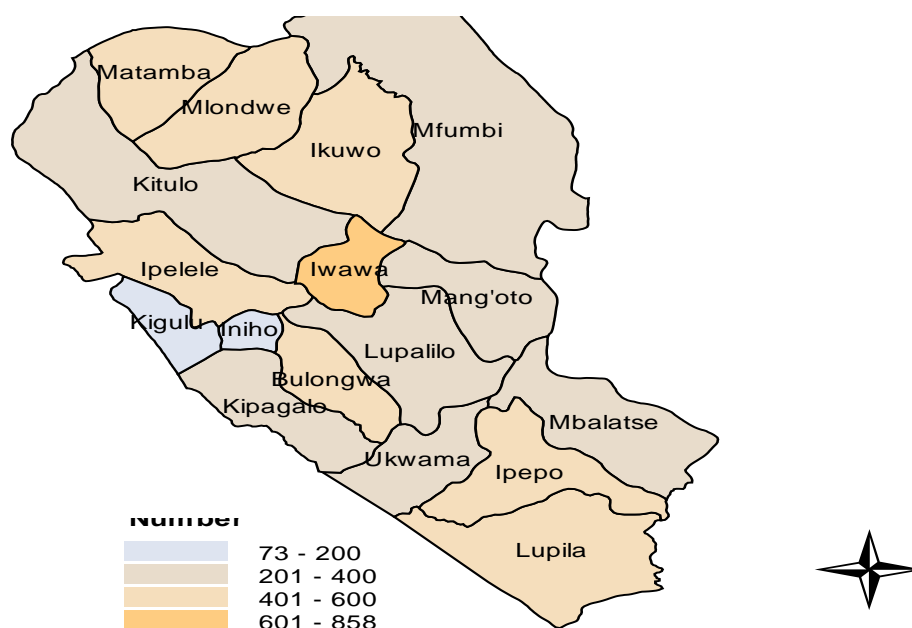 Matamba
Mlondwe
Mfumbi
Ikuwo
Kitulo
Ipelele
Iwawa
Mang'oto
Kigulu
Iniho
Lupalilo
Bulongwa
Kipagalo
Mbalatse
Ukwama
Ipepo
Lupila
Number
73 - 200
201 - 400
401 - 600
601 - 858